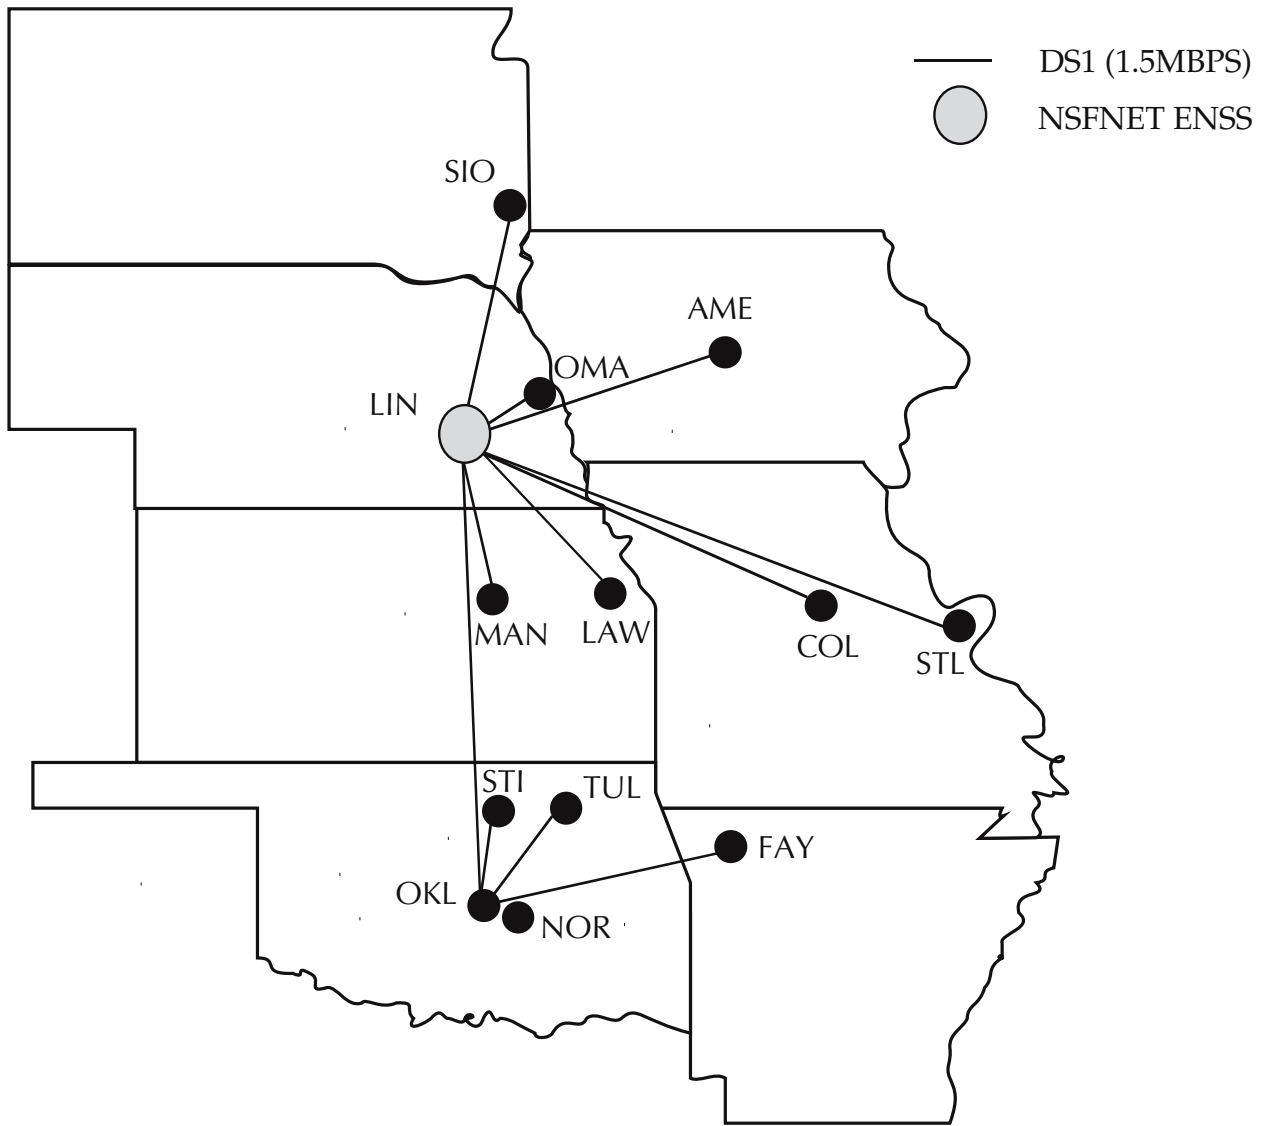 DS1 (1.5MBPS)
NSFNET ENSS
SIO
AME
OMA
LIN
MAN
LAW
COL
STL
STI
TUL
FAY
OKL
NOR